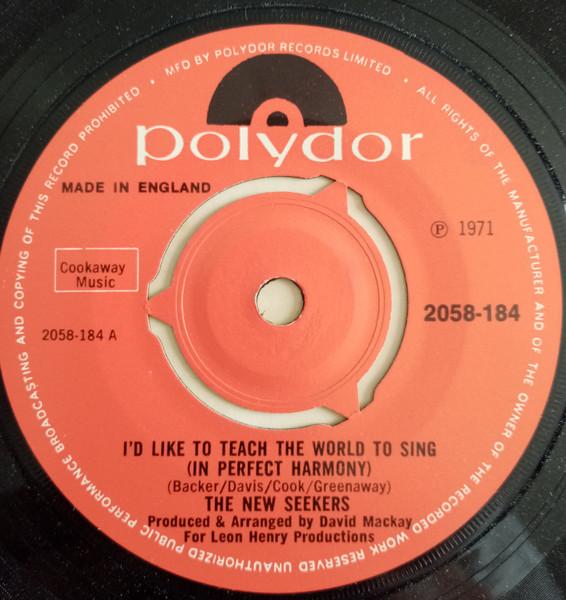 MFD BY POLYDOR RECORDS LIMITED • ALL RIGHTS OF THE MANUFACTURER AND OF THE OWNER OF THE RECORDED WORK RESERVED UNAUTHORIZED PUBLIC PERFORMANCE BROADCASTING AND COPYING OF THIS RECORD PROHIBITED •
polydor
MADE IN ENGLAND
℗ 1971
Cookaway
Music
2058-184
2058-184 A
I'D LIKE TO TEACH THE WORLD TO SING
(IN PERFECT HARMONY)
(Backer/Davis/Cook/Greenaway)
THE NEW SEEKERS
Produced & Arranged by David Mackay
For Leon Henry Productions